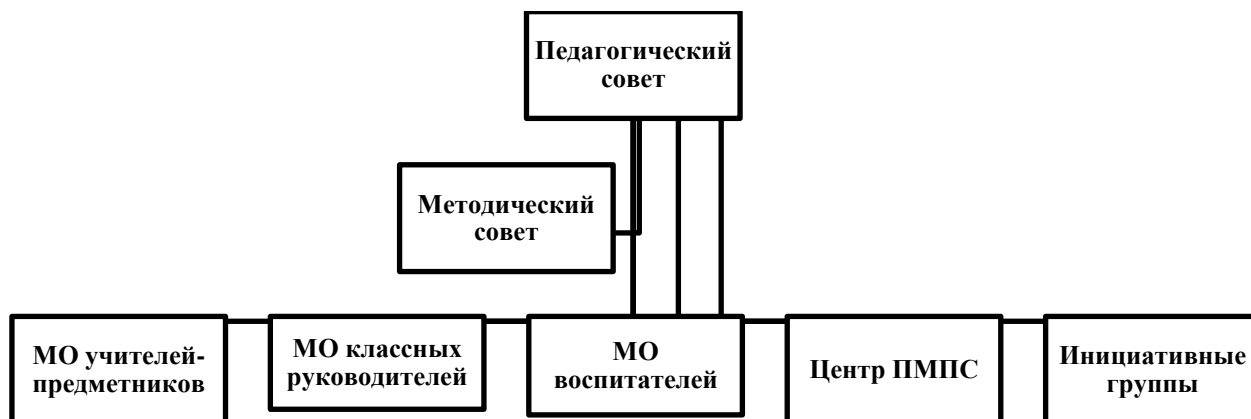 Педагогический
совет
Методический
совет
МО учителей-
предметников
МО классных
руководителей
МО
воспитателей
Центр ПМПС
Инициативные
группы